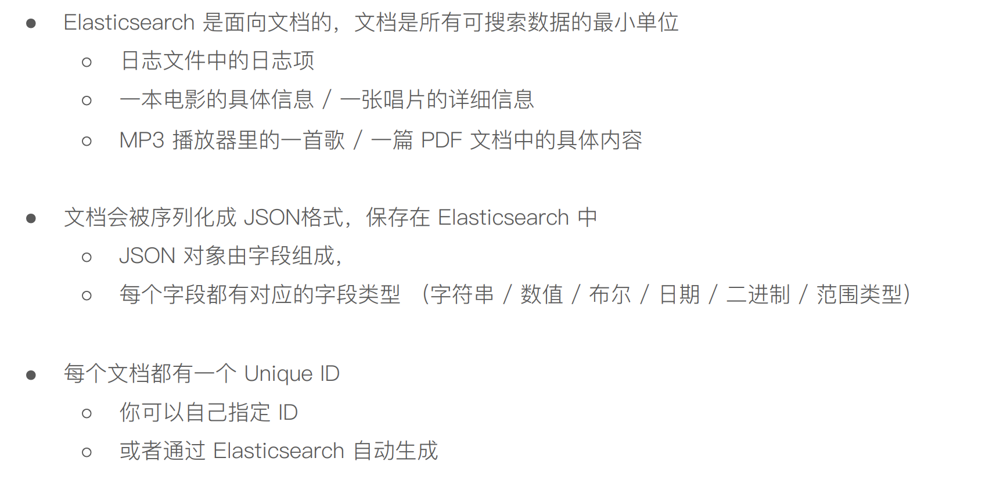 ● Elasticsearch 是面向文档的，文档是所有可搜索数据的最小单位
○ 日志文件中的日志项
○ 一本电影的具体信息 / 一张唱片的详细信息
○ MP3 播放器里的一首歌 / 一篇 PDF 文档中的具体内容
● 文档会被序列化成 JSON格式，保存在 Elasticsearch 中
○ JSON 对象由字段组成，
○ 每个字段都有对应的字段类型 （字符串 / 数值 / 布尔 / 日期 / 二进制 / 范围类型）
● 每个文档都有一个 Unique ID
○ 你可以自己指定 ID
○ 或者通过 Elasticsearch 自动生成